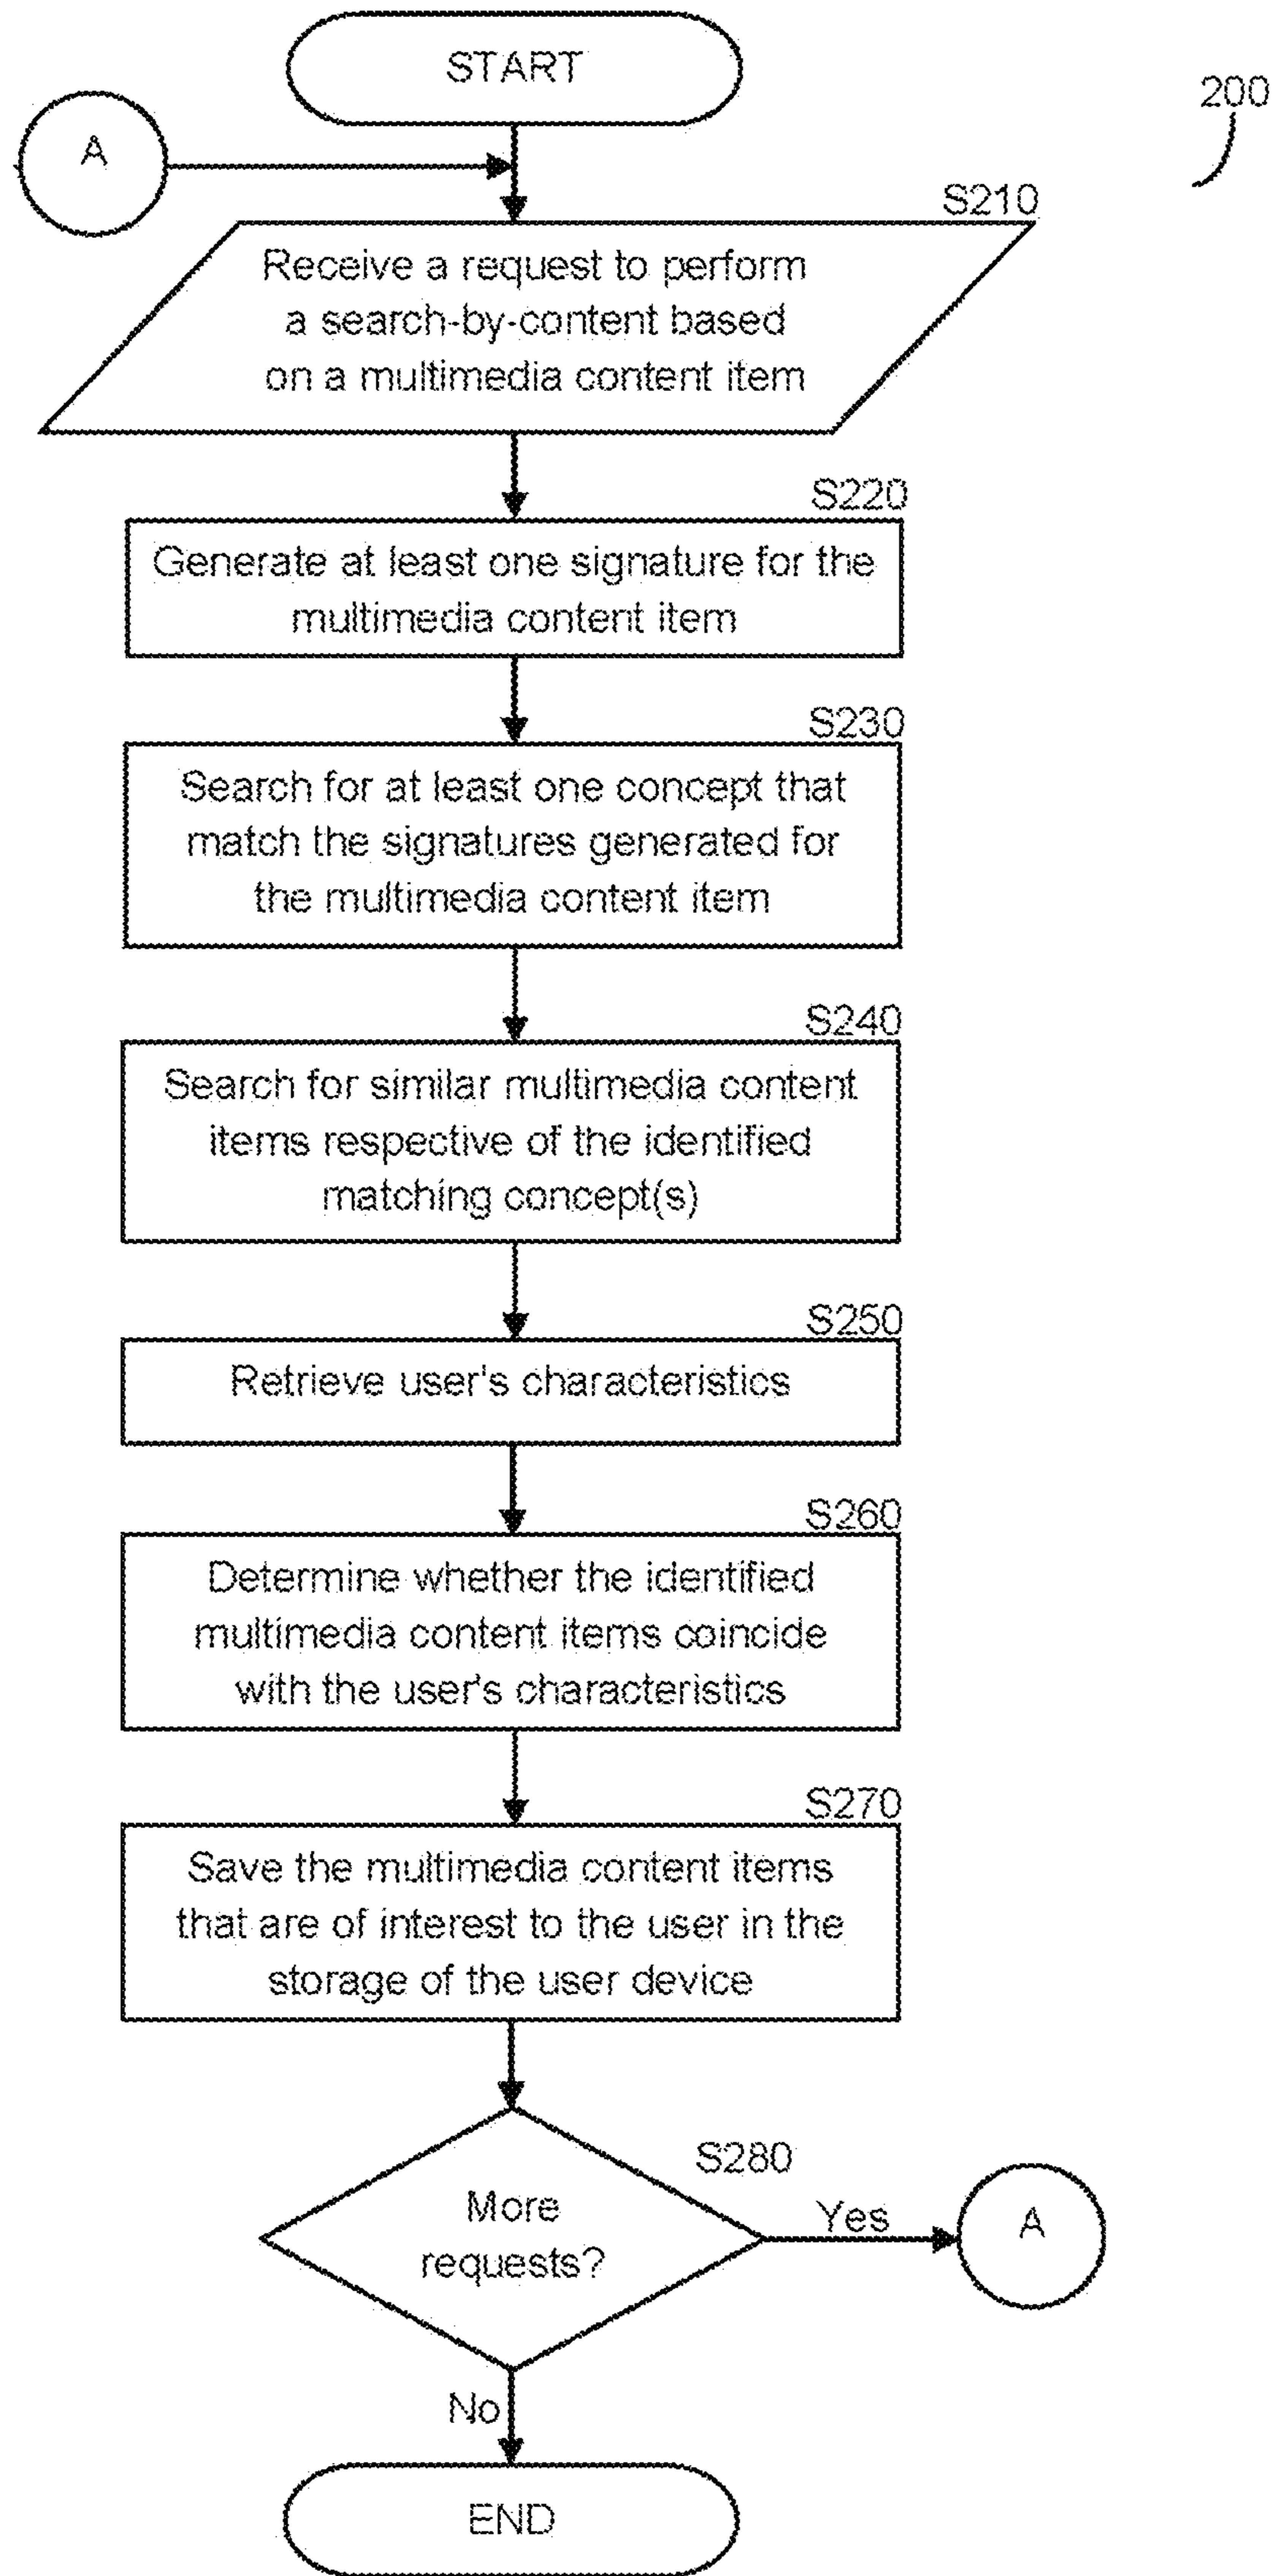 START
A
200
S210
Receive a request to perform
a search-by-content based
on a multimedia content item
S220
Generate at least one signature for the
multimedia content item
S230
Search for at least one concept that
match the signatures generated for
the multimedia content item
S240
Search for similar multimedia content
items respective of the identified
matching concept(s)
S250
Retrieve user's characteristics
S260
Determine whether the identified
multimedia content items coincide
with the user's characteristics
S270
Save the multimedia content items
that are of interest to the user in the
storage of the user device
S280
More
requests?
Yes
A
No
END